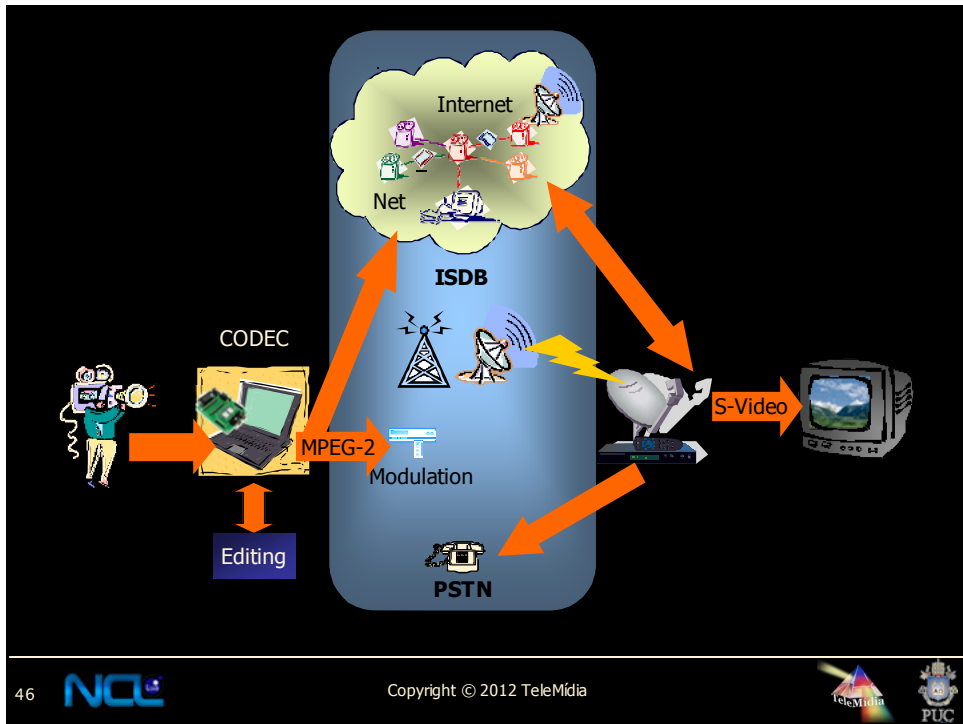 Internet
Net
ISDB
CODEC
S-Video
MPEG-2
Modulation
Editing
PSTN
46
NCL
Copyright © 2012 TeleMídia
TeleMídia
PUC